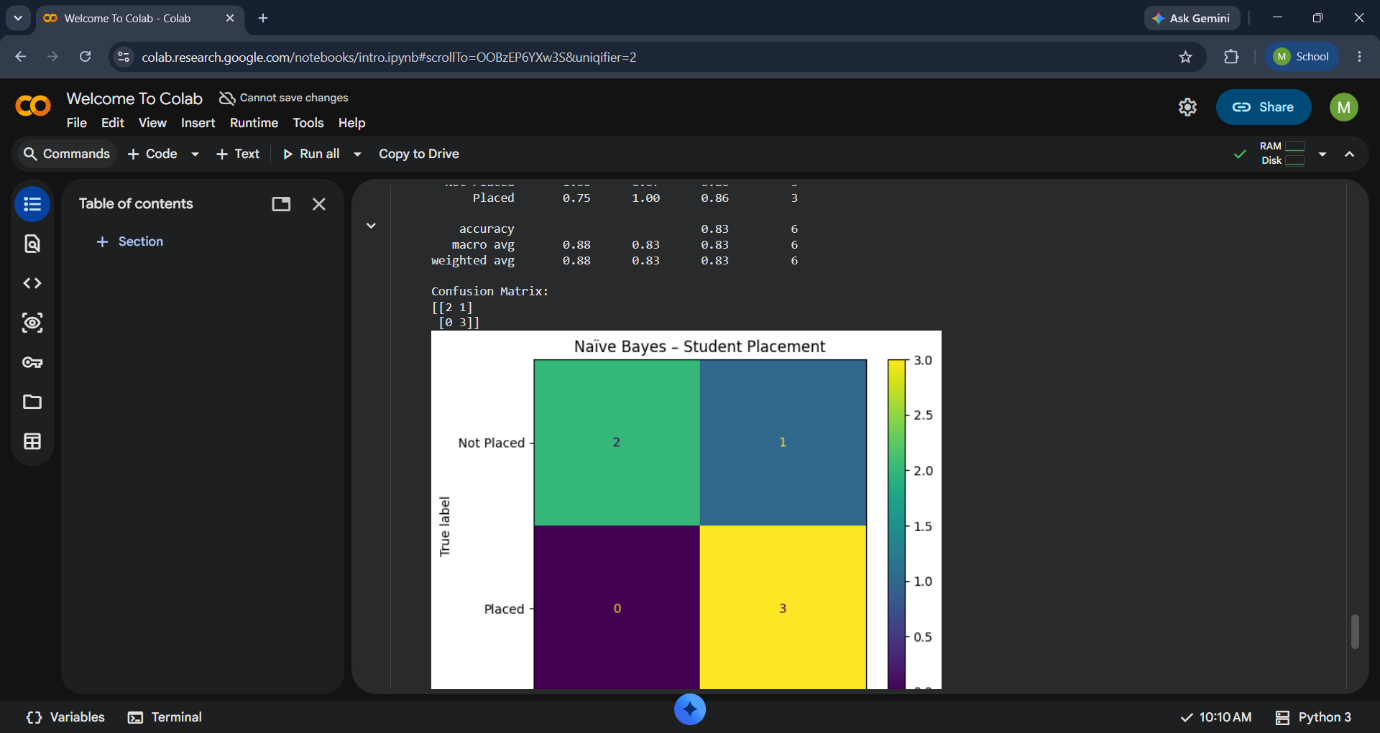 Welcome To Colab - Colab
Ask Gemini
colab.research.google.com/notebooks/intro.ipynb#scrollTo=OOBzEP6YXw3S&uniqifier=2
M School
Welcome To Colab Cannot save changes
File Edit View Insert Runtime Tools Help
Share
M
Commands + Code + Text Run all Copy to Drive
RAM
Disk
Table of contents
+ Section
Placed 0.75 1.00 0.86 3
accuracy 0.83 6
macro avg 0.88 0.83 0.83 6
weighted avg 0.88 0.83 0.83 6
Confusion Matrix:
[[2 1]
[0 3]]
Naïve Bayes – Student Placement
3.0
2.5
Not Placed 2 1
2.0
True label
1.5
1.0
Placed 0 3
0.5
{} Variables Terminal 10:10 AM Python 3